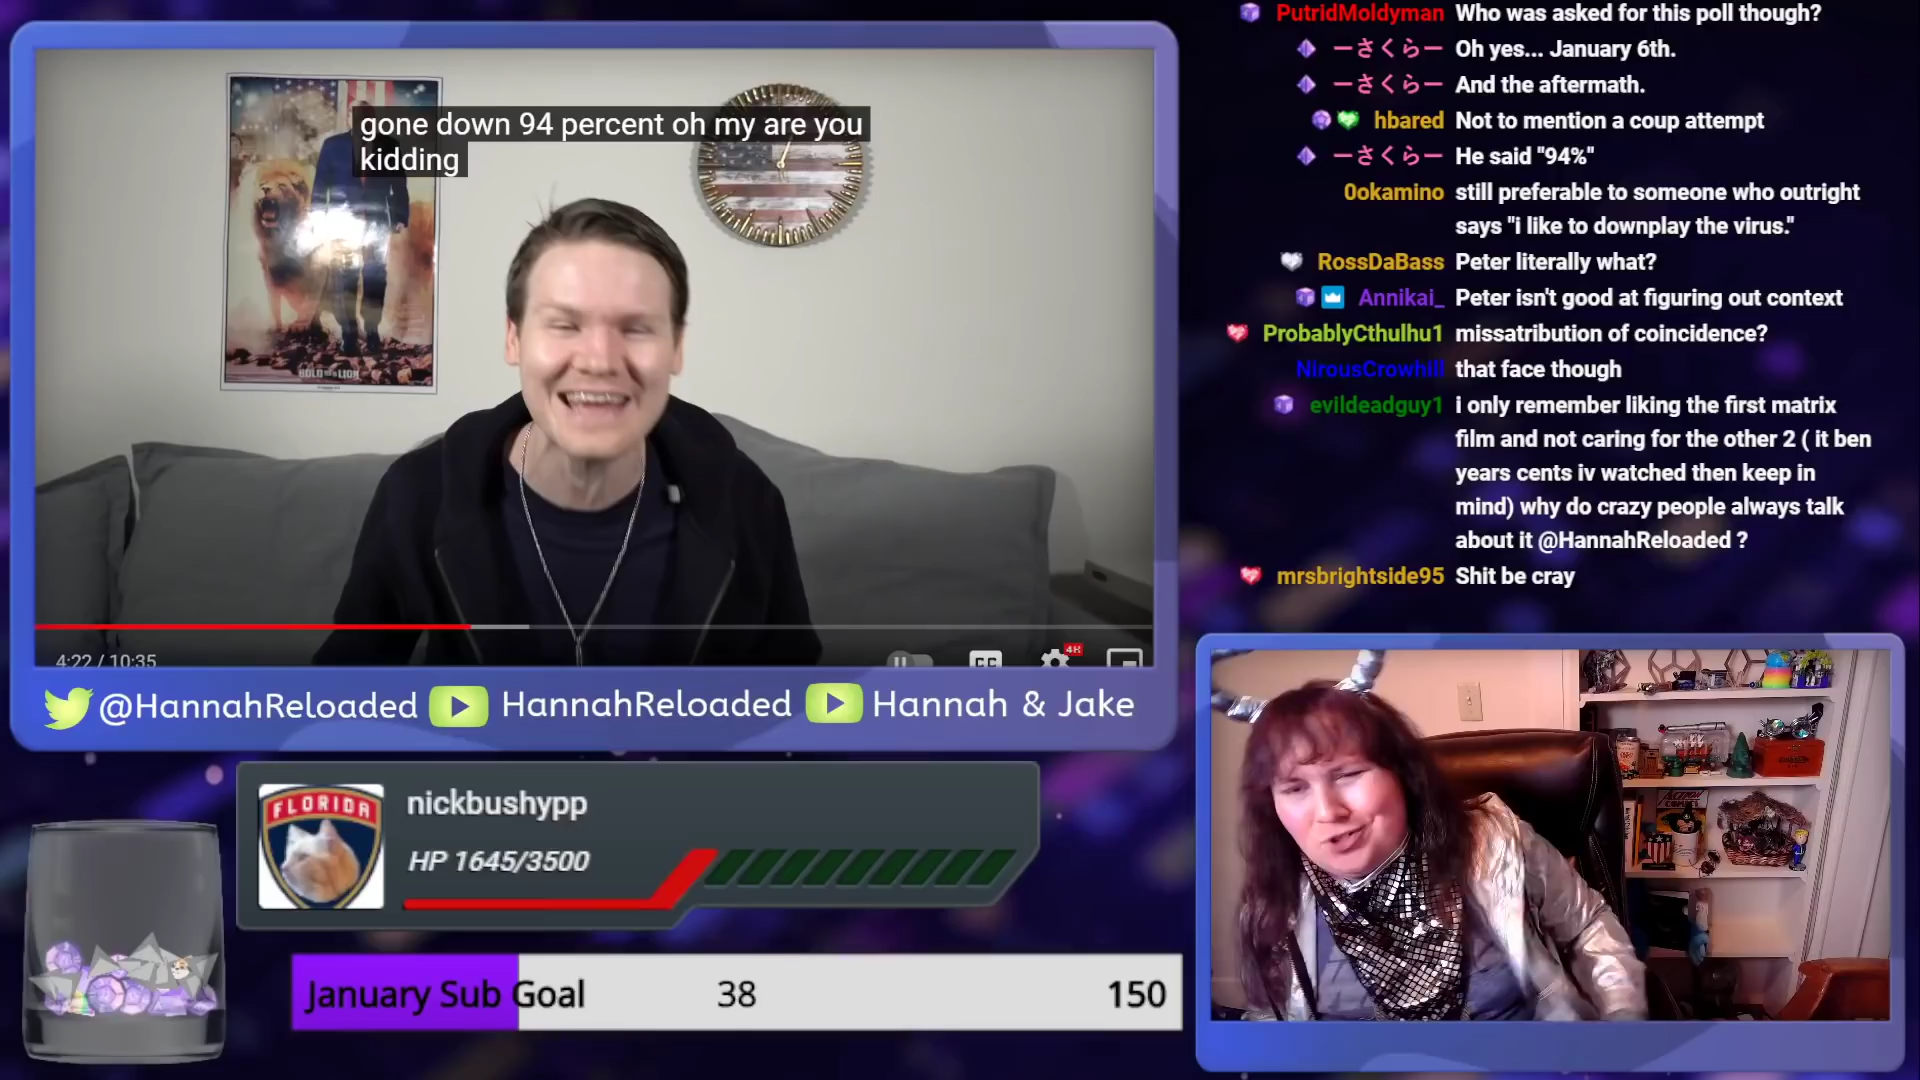 gone down 94 percent oh my are you
kidding
HOLD THE LION
4:22 / 10:35
CC
4K
@HannahReloaded
HannahReloaded
Hannah & Jake
FLORIDA
nickbushypp
HP 1645/3500
January Sub Goal 38 150
PutridMoldyman Who was asked for this poll though?
ーさくらー Oh yes... January 6th.
ーさくらー And the aftermath.
hbared Not to mention a coup attempt
ーさくらー He said "94%"
0okamino still preferable to someone who outright
says "i like to downplay the virus."
RossDaBass Peter literally what?
Annikai_ Peter isn't good at figuring out context
ProbablyCthulhu1 missatribution of coincidence?
NirousCrowhill that face though
evildeadguy1 i only remember liking the first matrix
film and not caring for the other 2 ( it ben
years cents iv watched then keep in
mind) why do crazy people always talk
about it @HannahReloaded ?
mrsbrightside95 Shit be cray